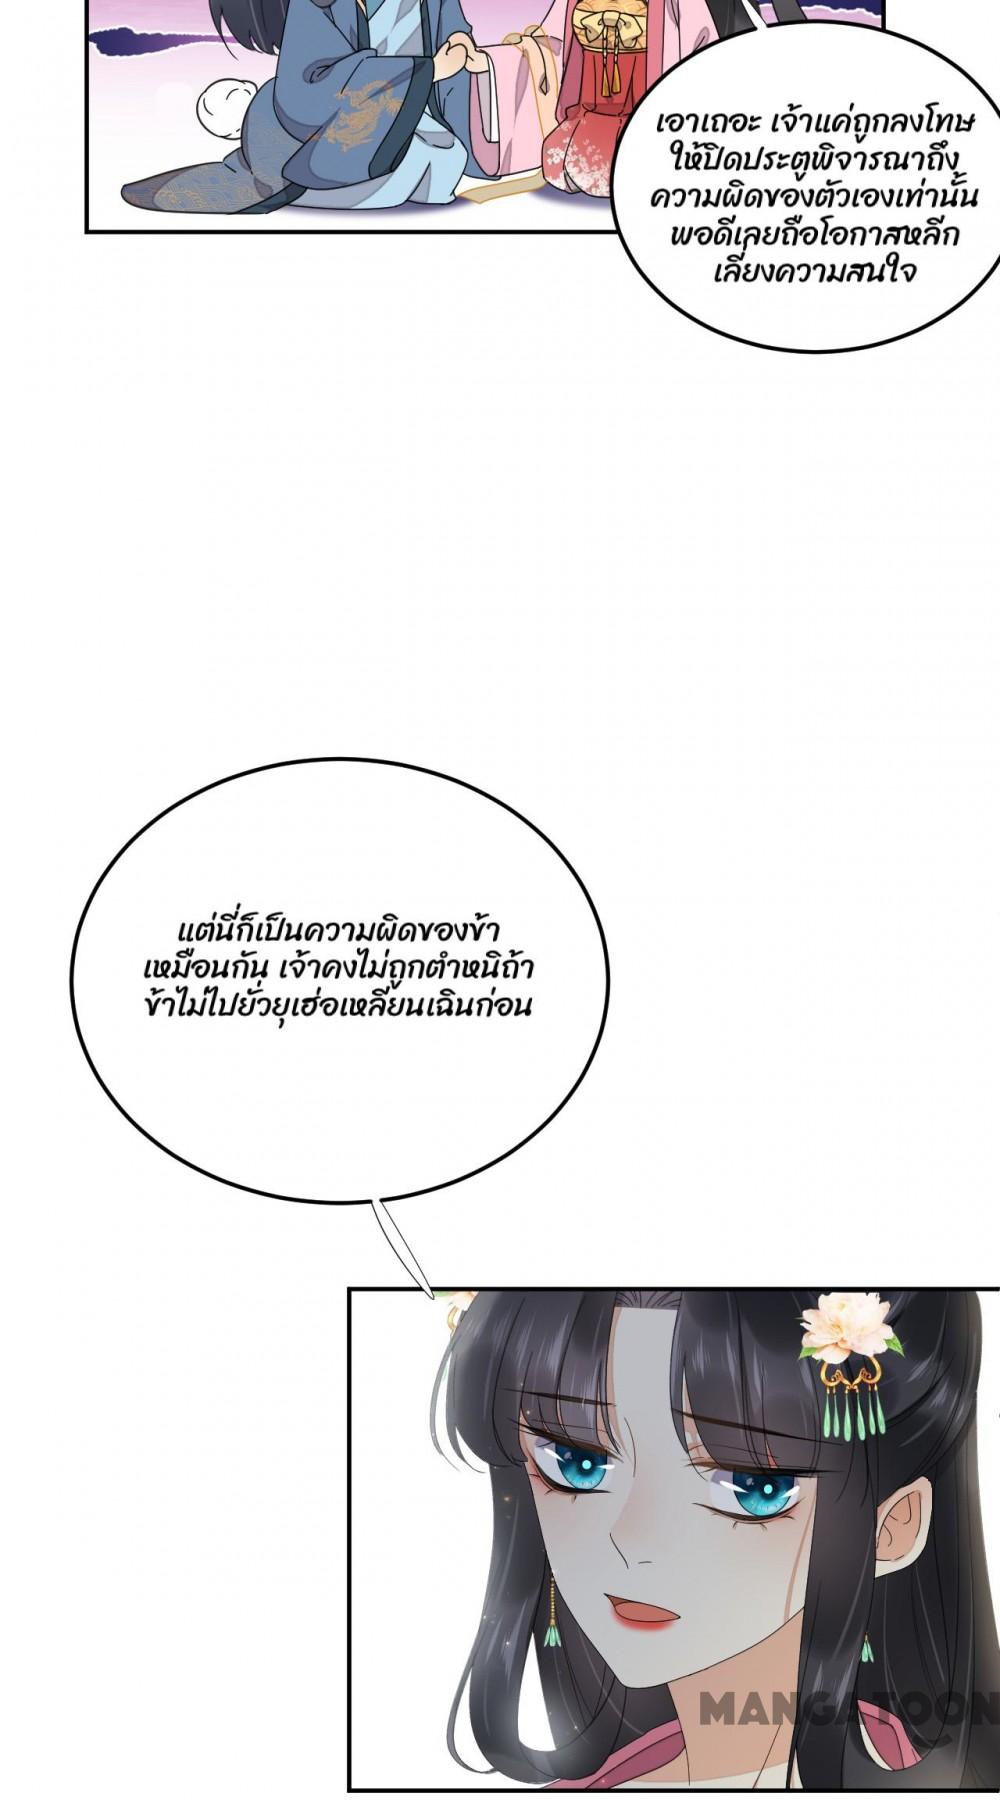 เอาเถอะ เจ้าแค่ถูกลงโทษ
ให้ปิดประตูพิจารณาถึง
ความผิดของตัวเองเท่านั้น
พอดีเลยถือโอกาสหลีก
เลี่ยงความสนใจ
แต่นี่ก็เป็นความผิดของข้า
เหมือนกัน เจ้าคงไม่ถูกตำหนิถ้า
ข้าไม่ไปยั่วยุเฮ่อเหลียนเฉินก่อน
MANGATOON